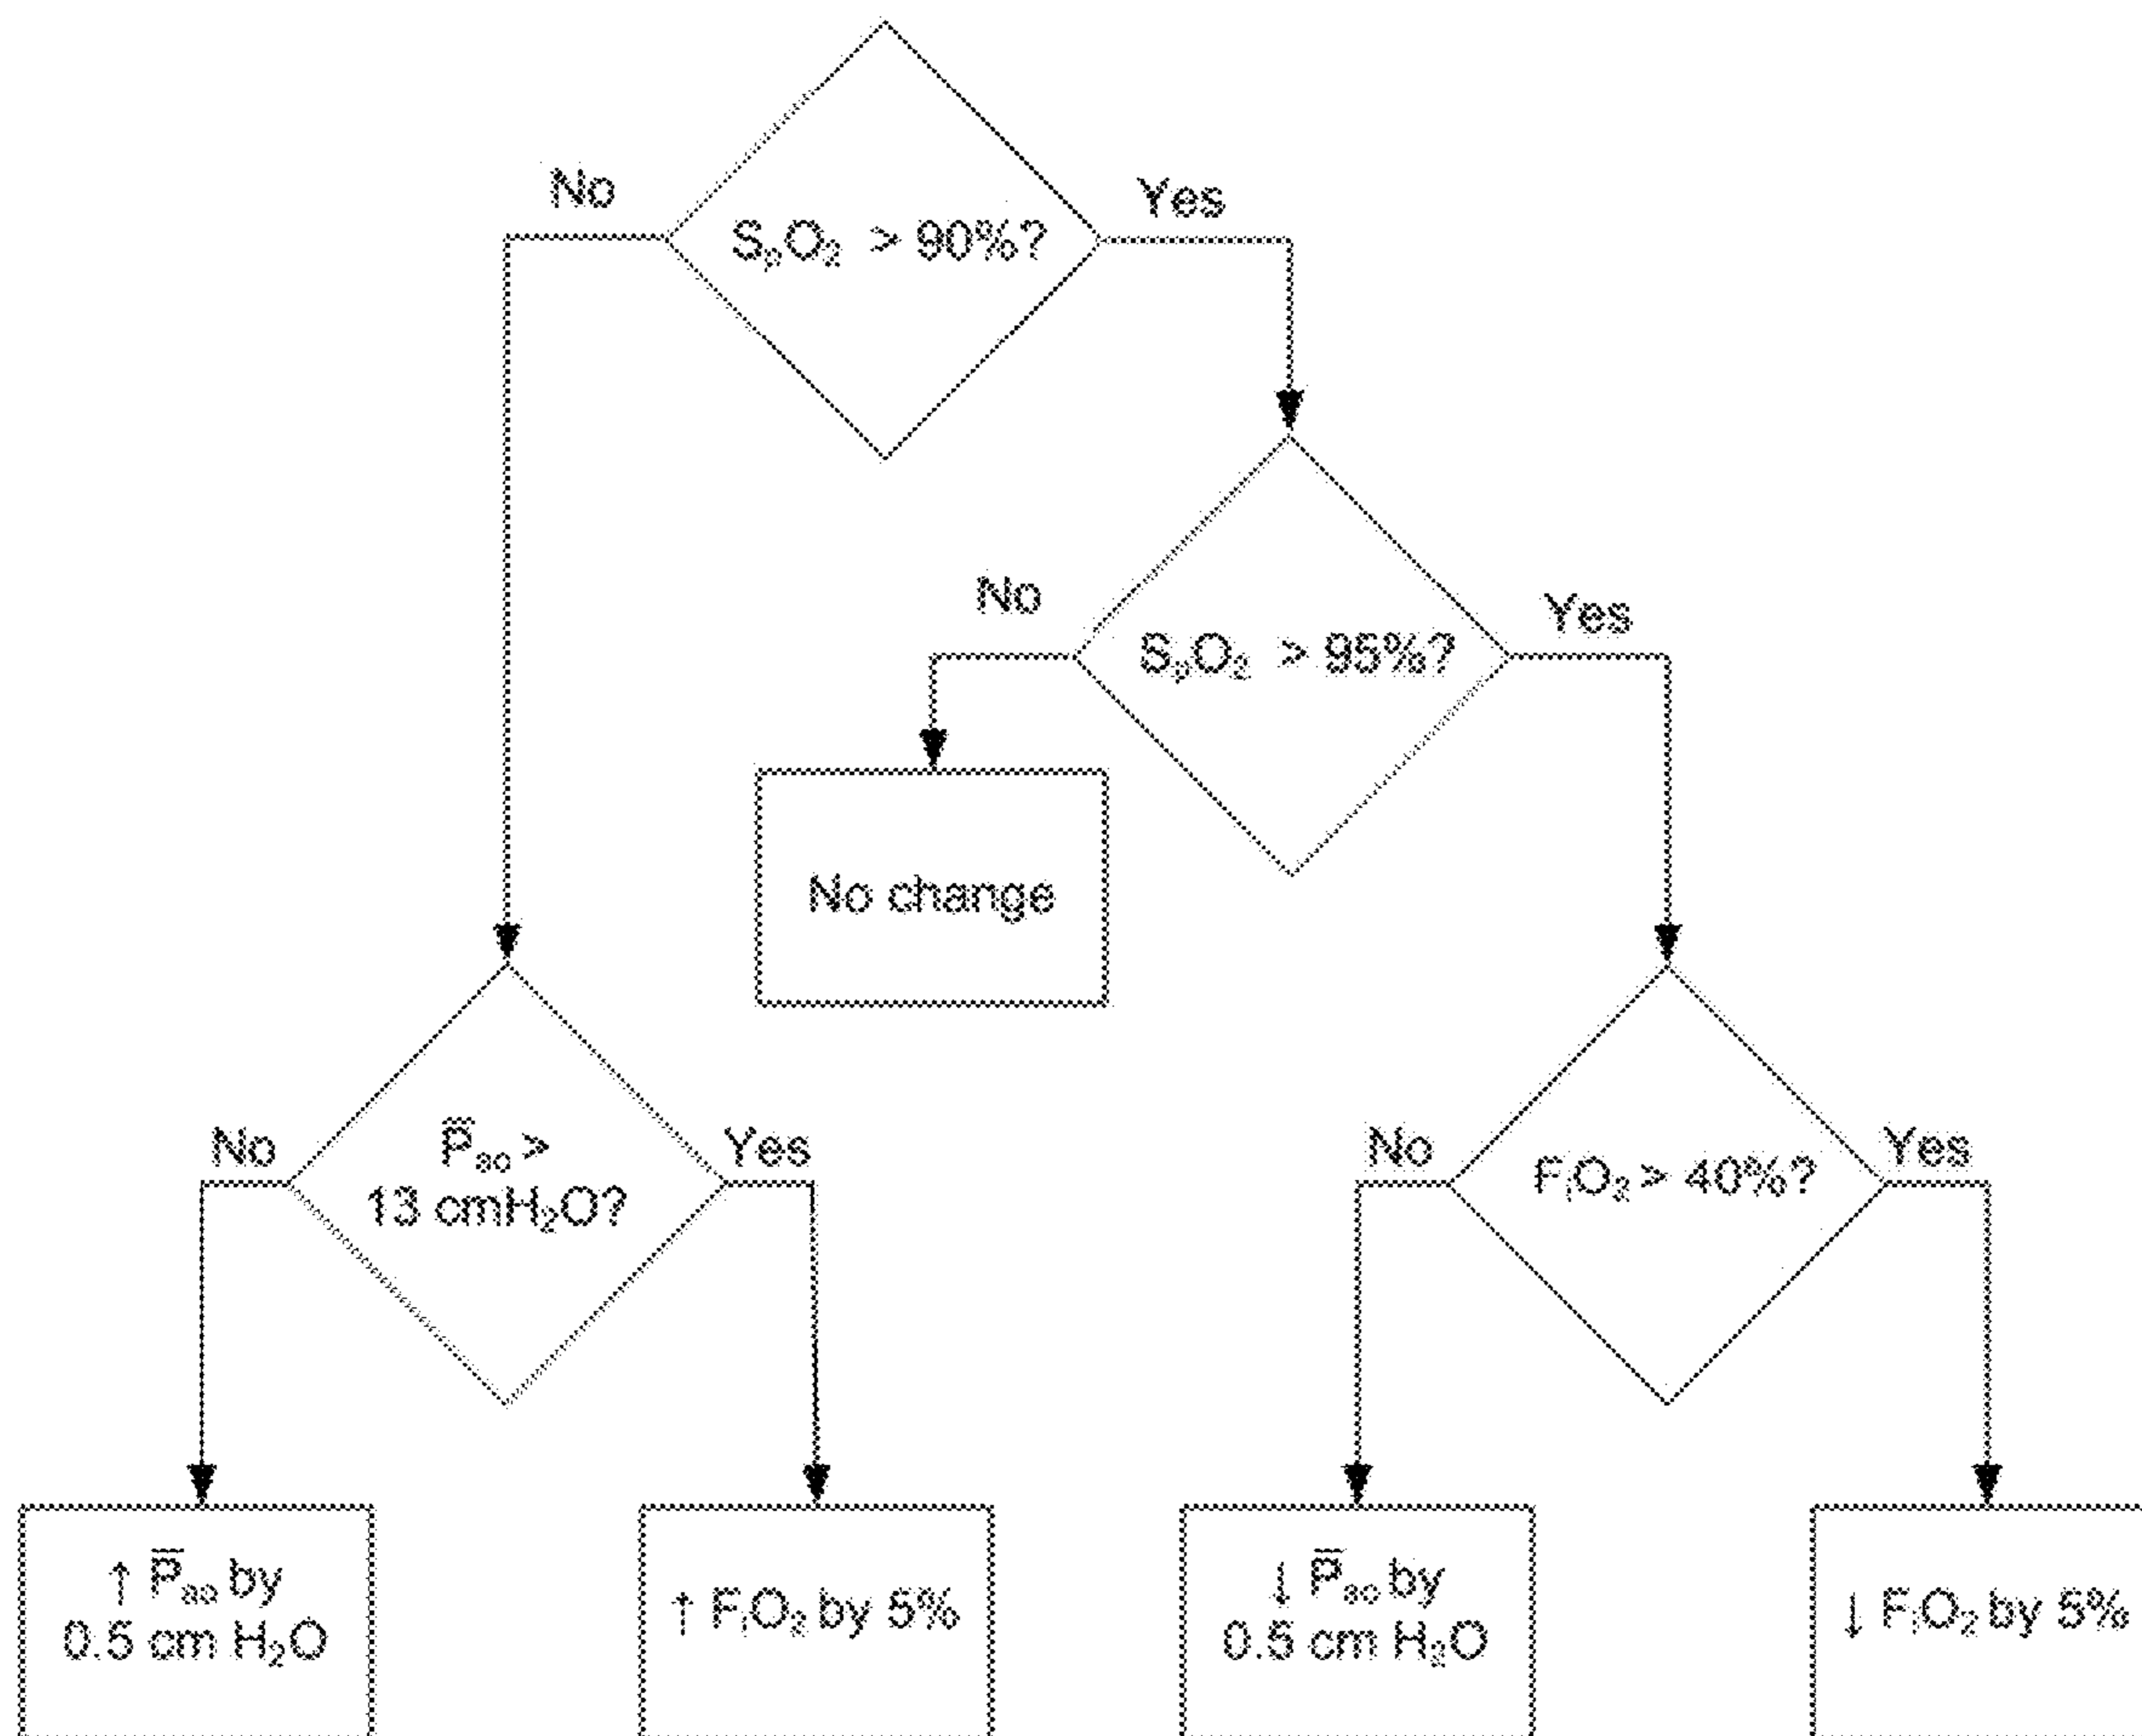 No
Yes
SpO₂ > 90%?
No
Yes
SpO₂ > 95%?
No change
No
P̅ao >
13 cmH₂O?
Yes
No
FiO₂ > 40%?
Yes
↑ P̅ao by
0.5 cm H₂O
↑ FiO₂ by 5%
↓ P̅ao by
0.5 cm H₂O
↓ FiO₂ by 5%